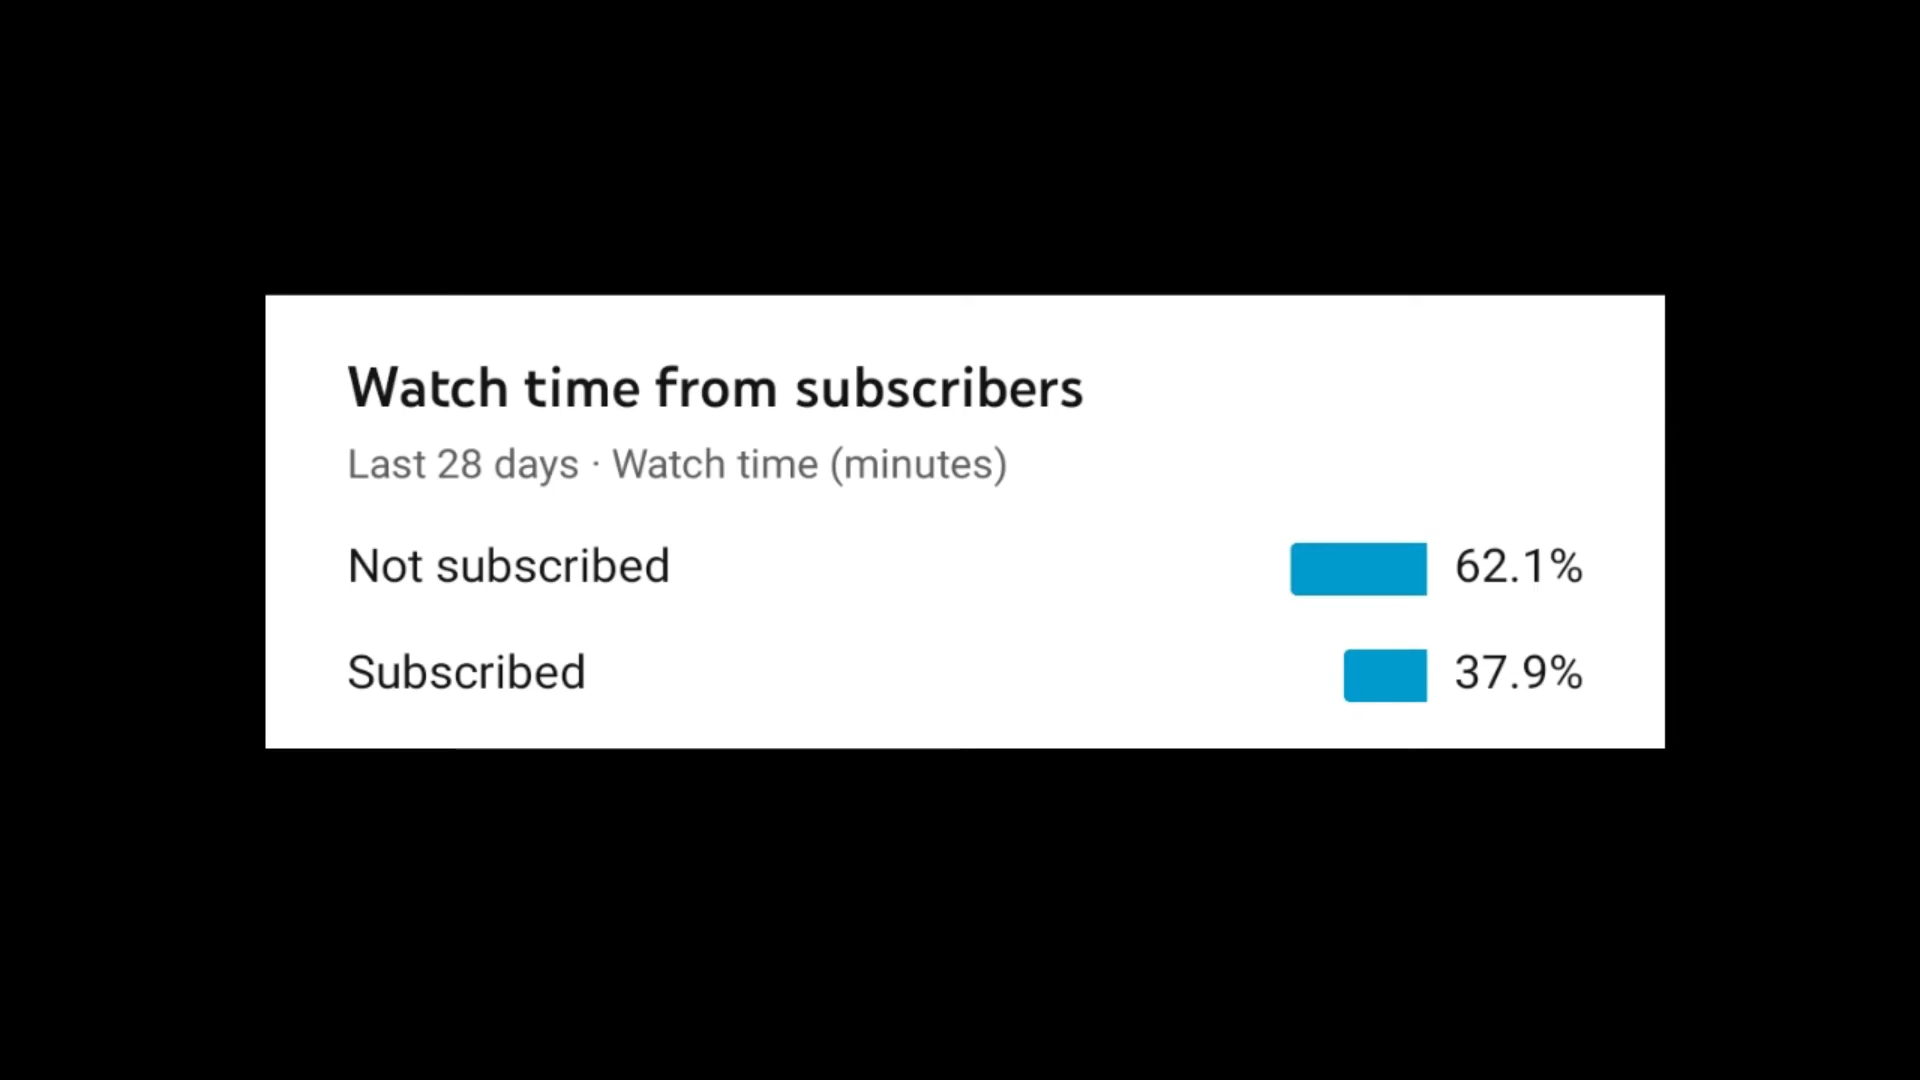 Watch time from subscribers
Last 28 days · Watch time (minutes)
Not subscribed 62.1%
Subscribed 37.9%